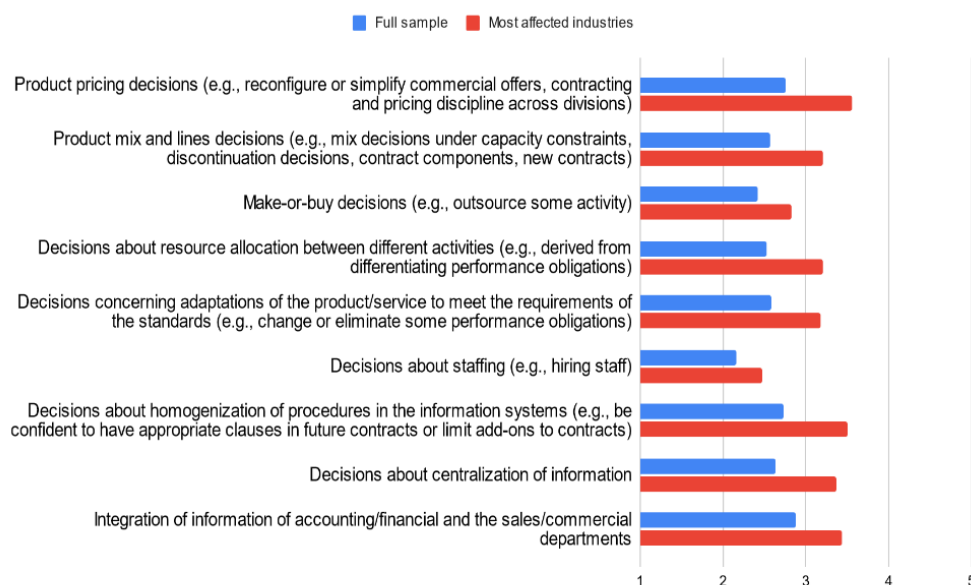 Full sample Most affected industries
Product pricing decisions (e.g., reconfigure or simplify commercial offers, contracting
and pricing discipline across divisions)
Product mix and lines decisions (e.g., mix decisions under capacity constraints,
discontinuation decisions, contract components, new contracts)
Make-or-buy decisions (e.g., outsource some activity)
Decisions about resource allocation between different activities (e.g., derived from
differentiating performance obligations)
Decisions concerning adaptations of the product/service to meet the requirements of
the standards (e.g., change or eliminate some performance obligations)
Decisions about staffing (e.g., hiring staff)
Decisions about homogenization of procedures in the information systems (e.g., be
confident to have appropriate clauses in future contracts or limit add-ons to contracts)
Decisions about centralization of information
Integration of information of accounting/financial and the sales/commercial
departments
1 2 3 4 5